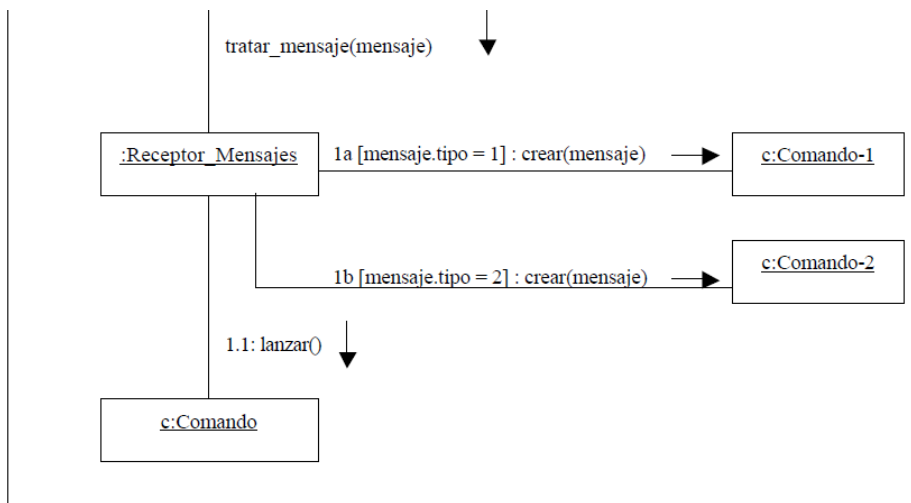 tratar_mensaje(mensaje)
:Receptor_Mensajes
1a [mensaje.tipo = 1] : crear(mensaje)
c:Comando-1
1b [mensaje.tipo = 2] : crear(mensaje)
c:Comando-2
1.1: lanzar()
c:Comando